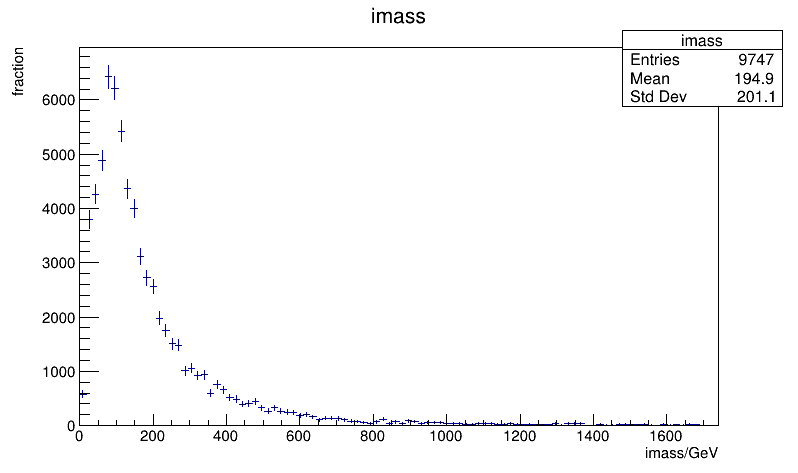 imass
imass
Entries 9747
Mean 194.9
Std Dev 201.1
fraction
6000
5000
4000
3000
2000
1000
0
0 200 400 600 800 1000 1200 1400 1600
imass/GeV